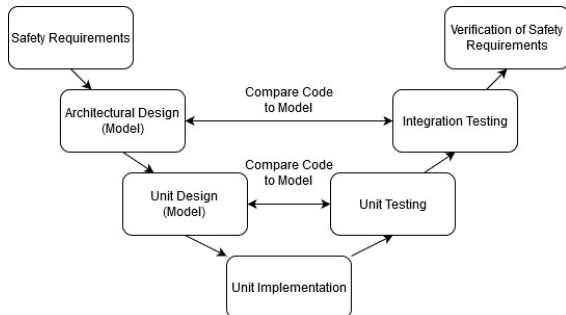 Safety Requirements
Verification of Safety
Requirements
Architectural Design
(Model)
Compare Code
to Model
Integration Testing
Unit Design
(Model)
Compare Code
to Model
Unit Testing
Unit Implementation